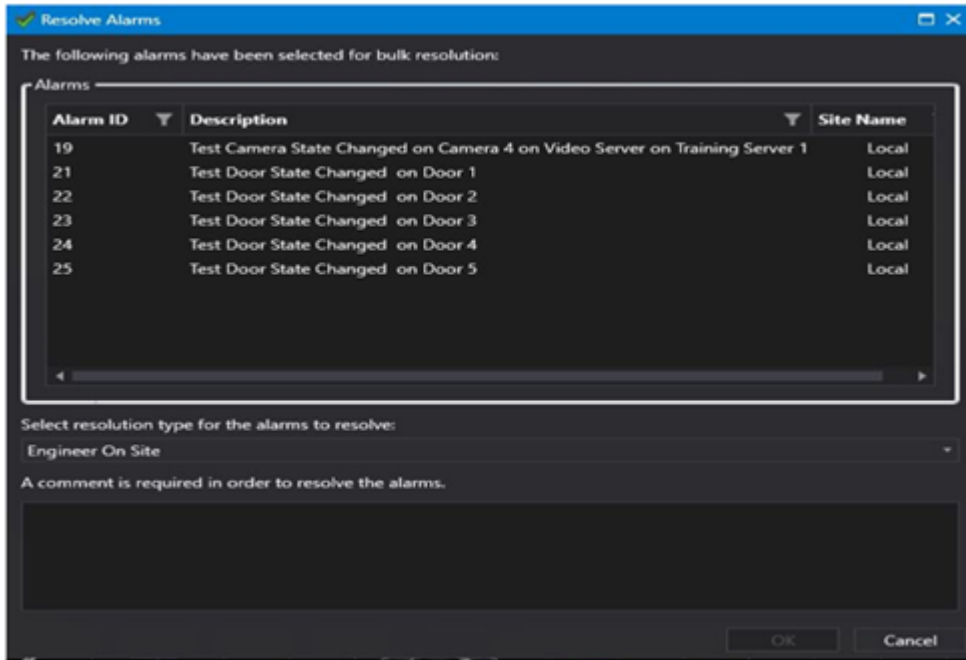 Resolve Alarms
The following alarms have been selected for bulk resolution:
Alarms
Alarm ID Description Site Name
19 Test Camera State Changed on Camera 4 on Video Server on Training Server 1 Local
21 Test Door State Changed on Door 1 Local
22 Test Door State Changed on Door 2 Local
23 Test Door State Changed on Door 3 Local
24 Test Door State Changed on Door 4 Local
25 Test Door State Changed on Door 5 Local
Select resolution type for the alarms to resolve:
Engineer On Site
A comment is required in order to resolve the alarms.
OK Cancel